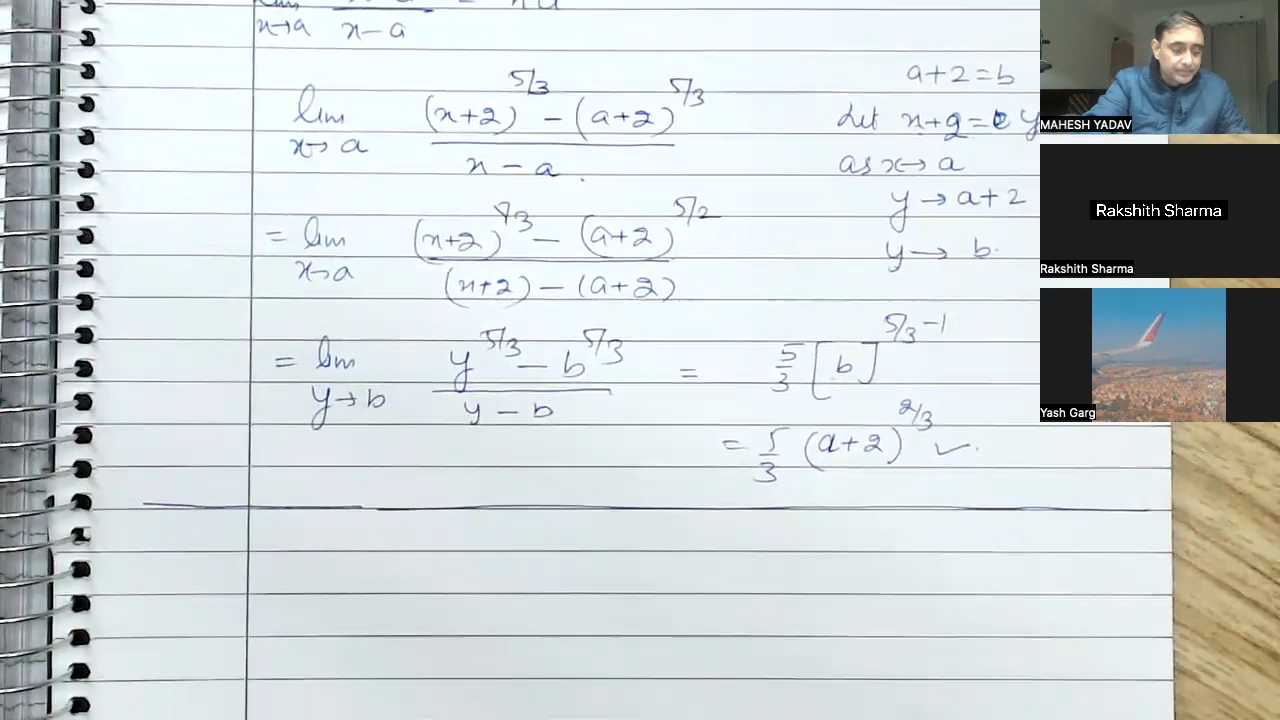 x→a x-a
lim (x+2)^5/3 - (a+2)^5/3
x→a x-a.
= lim (x+2)^5/3 - (a+2)^5/2
x→a (x+2) - (a+2)
= lim y^5/3 - b^5/3 = 5/3 [b]^5/3-1
y→b y-b
= 5/3 (a+2)^2/3 ✓.
a+2=b
Let x+2= y
as x→a
y→a+2
y→ b.
MAHESH YADAV
Rakshith Sharma
Rakshith Sharma
Yash Garg